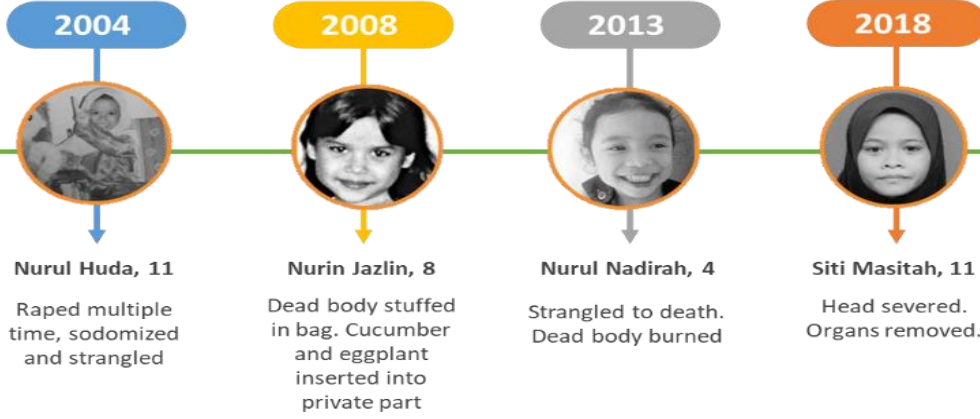 2004
2008
2013
2018
Nurul Huda, 11
Raped multiple
time, sodomized
and strangled
Nurin Jazlin, 8
Dead body stuffed
in bag. Cucumber
and eggplant
inserted into
private part
Nurul Nadirah, 4
Strangled to death.
Dead body burned
Siti Masitah, 11
Head severed.
Organs removed.